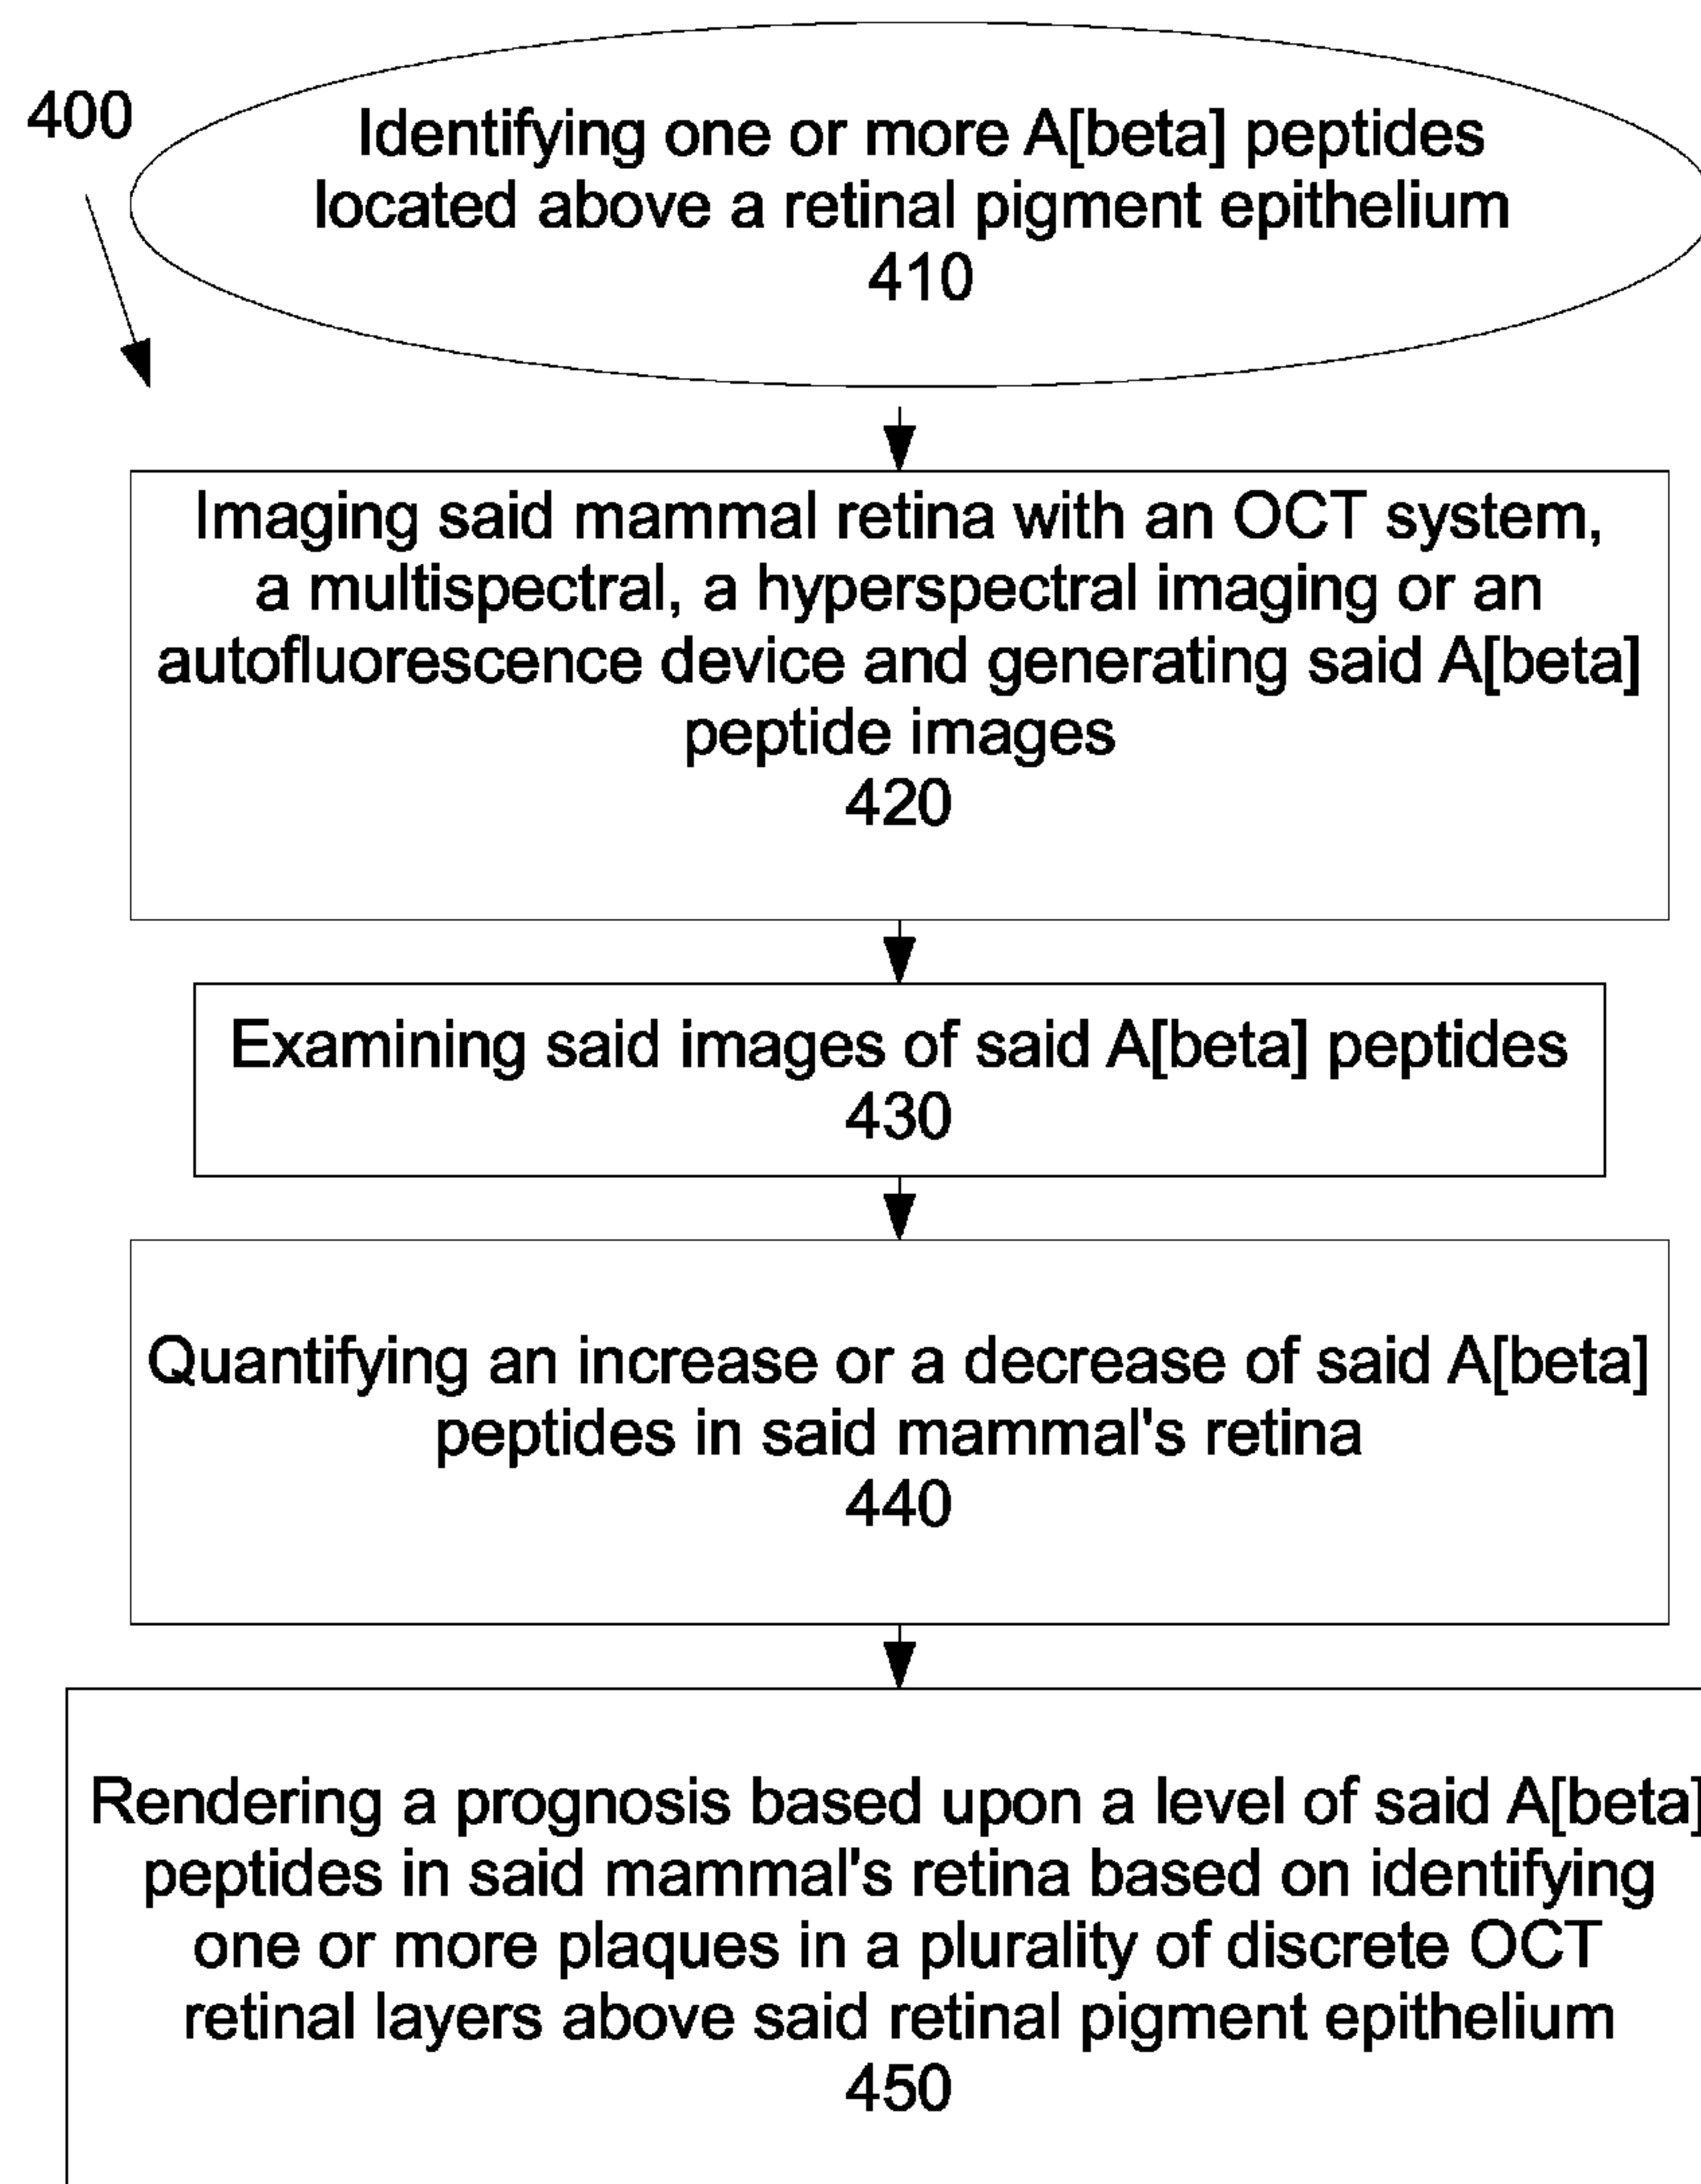 400
Identifying one or more A[beta] peptides
located above a retinal pigment epithelium
410
Imaging said mammal retina with an OCT system,
a multispectral, a hyperspectral imaging or an
autofluorescence device and generating said A[beta]
peptide images
420
Examining said images of said A[beta] peptides
430
Quantifying an increase or a decrease of said A[beta]
peptides in said mammal's retina
440
Rendering a prognosis based upon a level of said A[beta]
peptides in said mammal's retina based on identifying
one or more plaques in a plurality of discrete OCT
retinal layers above said retinal pigment epithelium
450